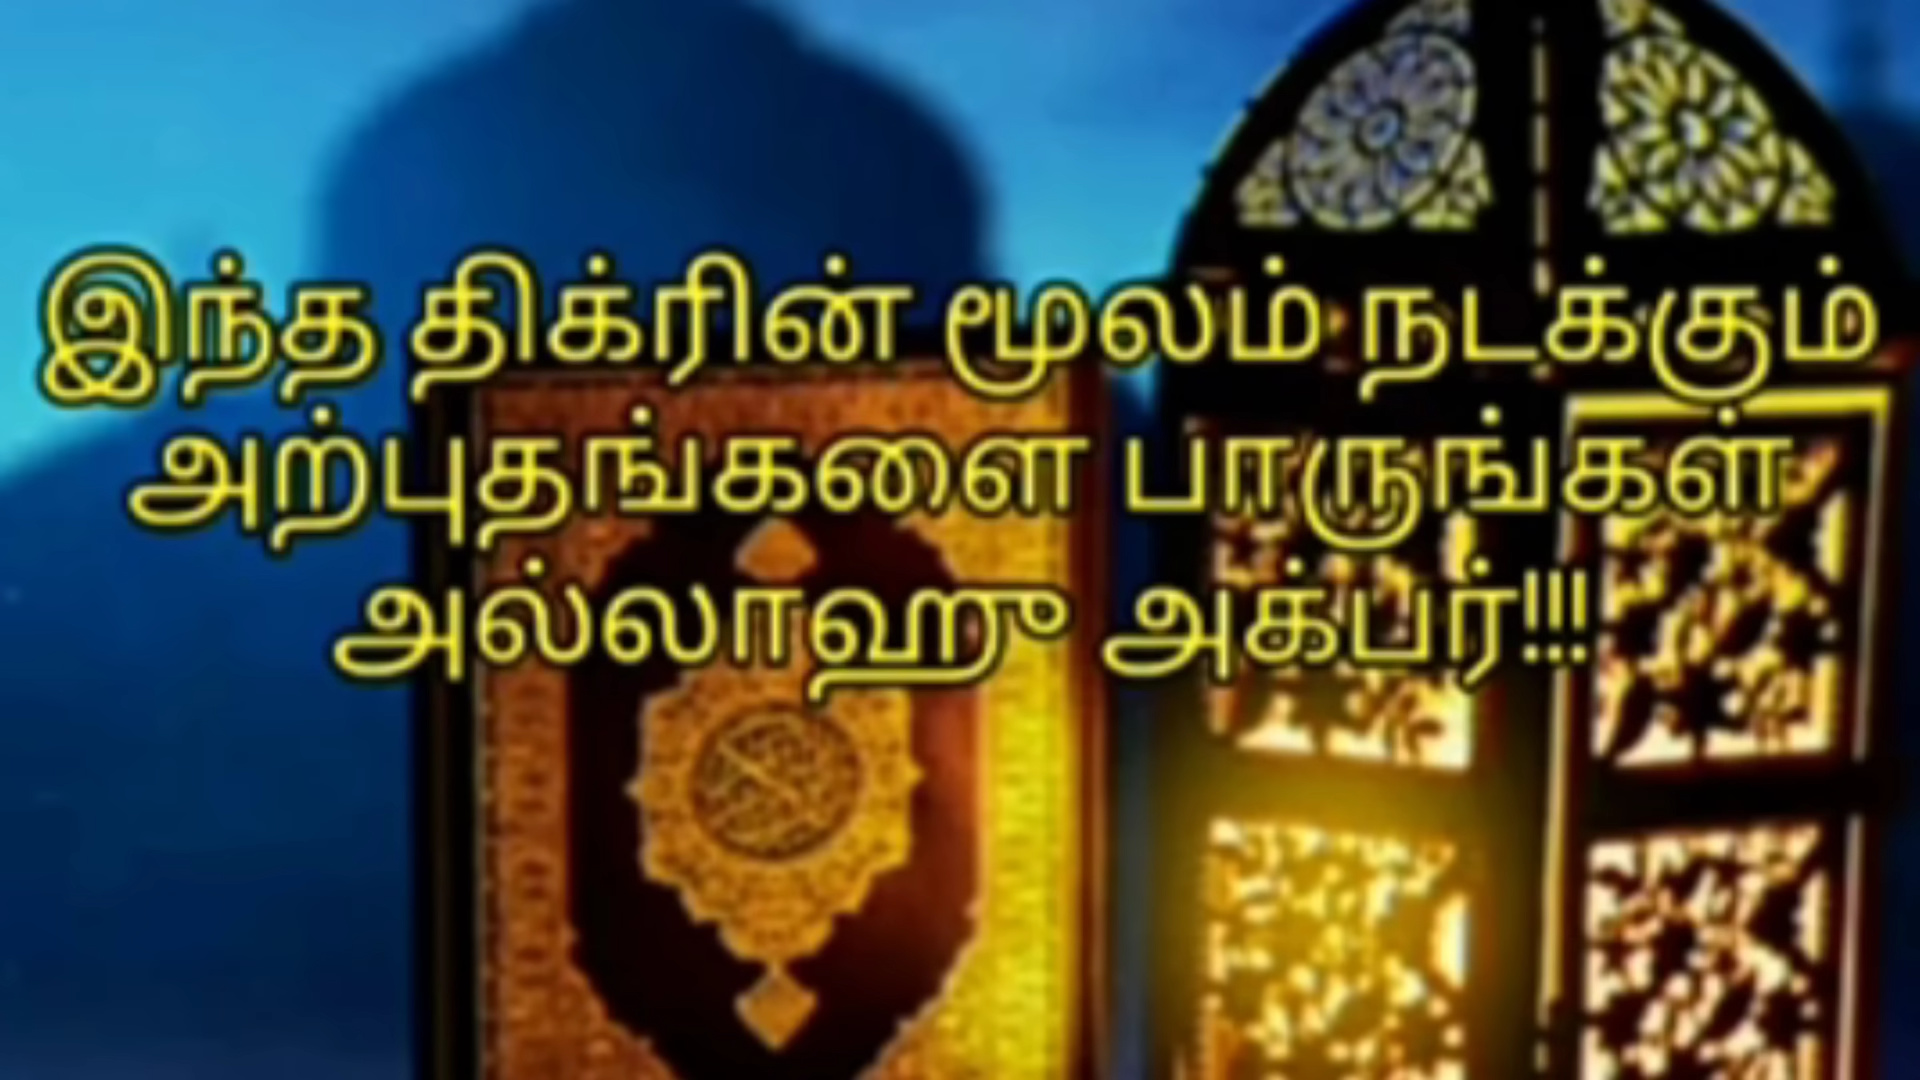 இந்த திக்ரின் மூலம் நடக்கும்
அற்புதங்களை பாருங்கள்
அல்லாஹு அக்பர்!!!